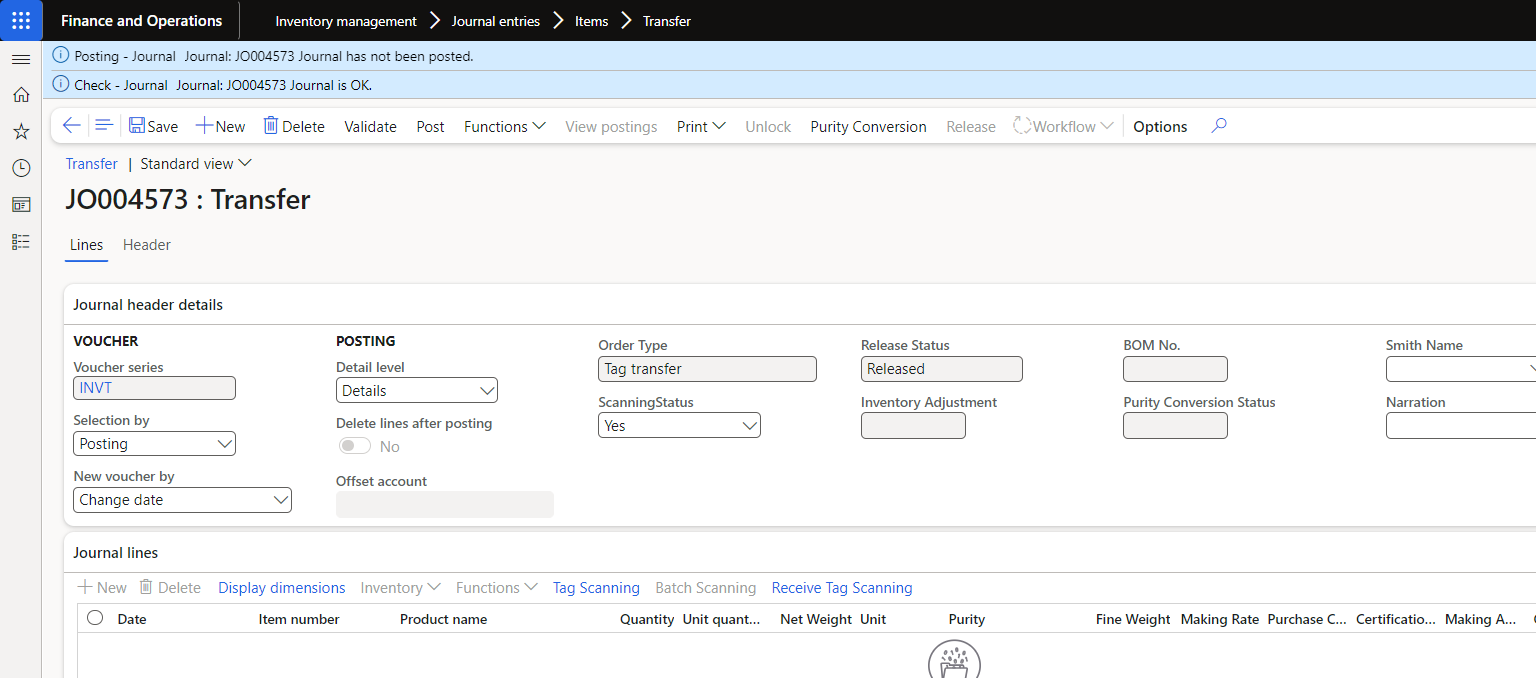 Finance and Operations Inventory management Journal entries Items Transfer
Posting - Journal Journal: JO004573 Journal has not been posted.
Check - Journal Journal: JO004573 Journal is OK.
Save New Delete Validate Post Functions View postings Print Unlock Purity Conversion Release Workflow Options
Transfer | Standard view
JO004573 : Transfer
Lines Header
Journal header details
VOUCHER
Voucher series
INVT
Selection by
Posting
New voucher by
Change date
POSTING
Detail level
Details
Delete lines after posting
No
Offset account
Order Type
Tag transfer
ScanningStatus
Yes
Release Status
Released
Inventory Adjustment
BOM No.
Purity Conversion Status
Smith Name
Narration
Journal lines
New Delete Display dimensions Inventory Functions Tag Scanning Batch Scanning Receive Tag Scanning
Date Item number Product name Quantity Unit quant... Net Weight Unit Purity Fine Weight Making Rate Purchase C... Certificatio... Making A...